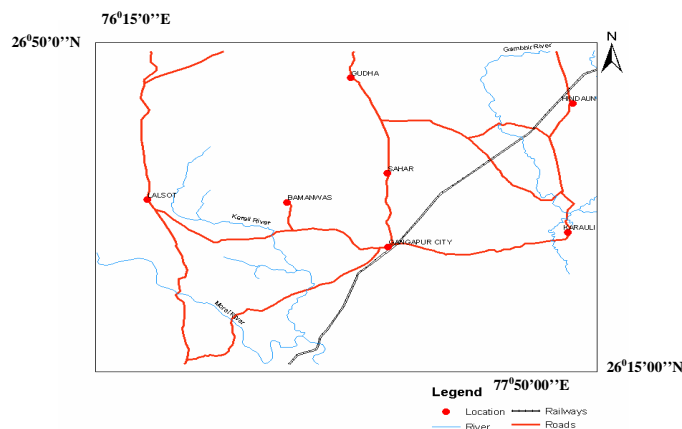 76⁰15'0''E
26⁰50'0''N
N
Gambhir River
GUDHA
HINDAUN
SAHAR
LALSOT
BAMANWAS
Kerail River
KARAULI
GANGAPUR CITY
Morel River
26⁰15'00''N
77⁰50'00''E
Legend
Location
Railways
River
Roads